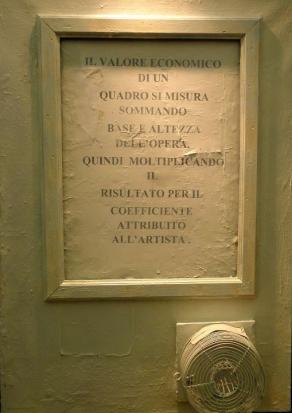 IL VALORE ECONOMICO
DI UN
QUADRO SI MISURA
SOMMANDO
BASE E ALTEZZA
DELL'OPERA.
QUINDI MOLTIPLICANDO
IL
RISULTATO PER IL
COEFFICIENTE
ATTRIBUITO
ALL'ARTISTA.